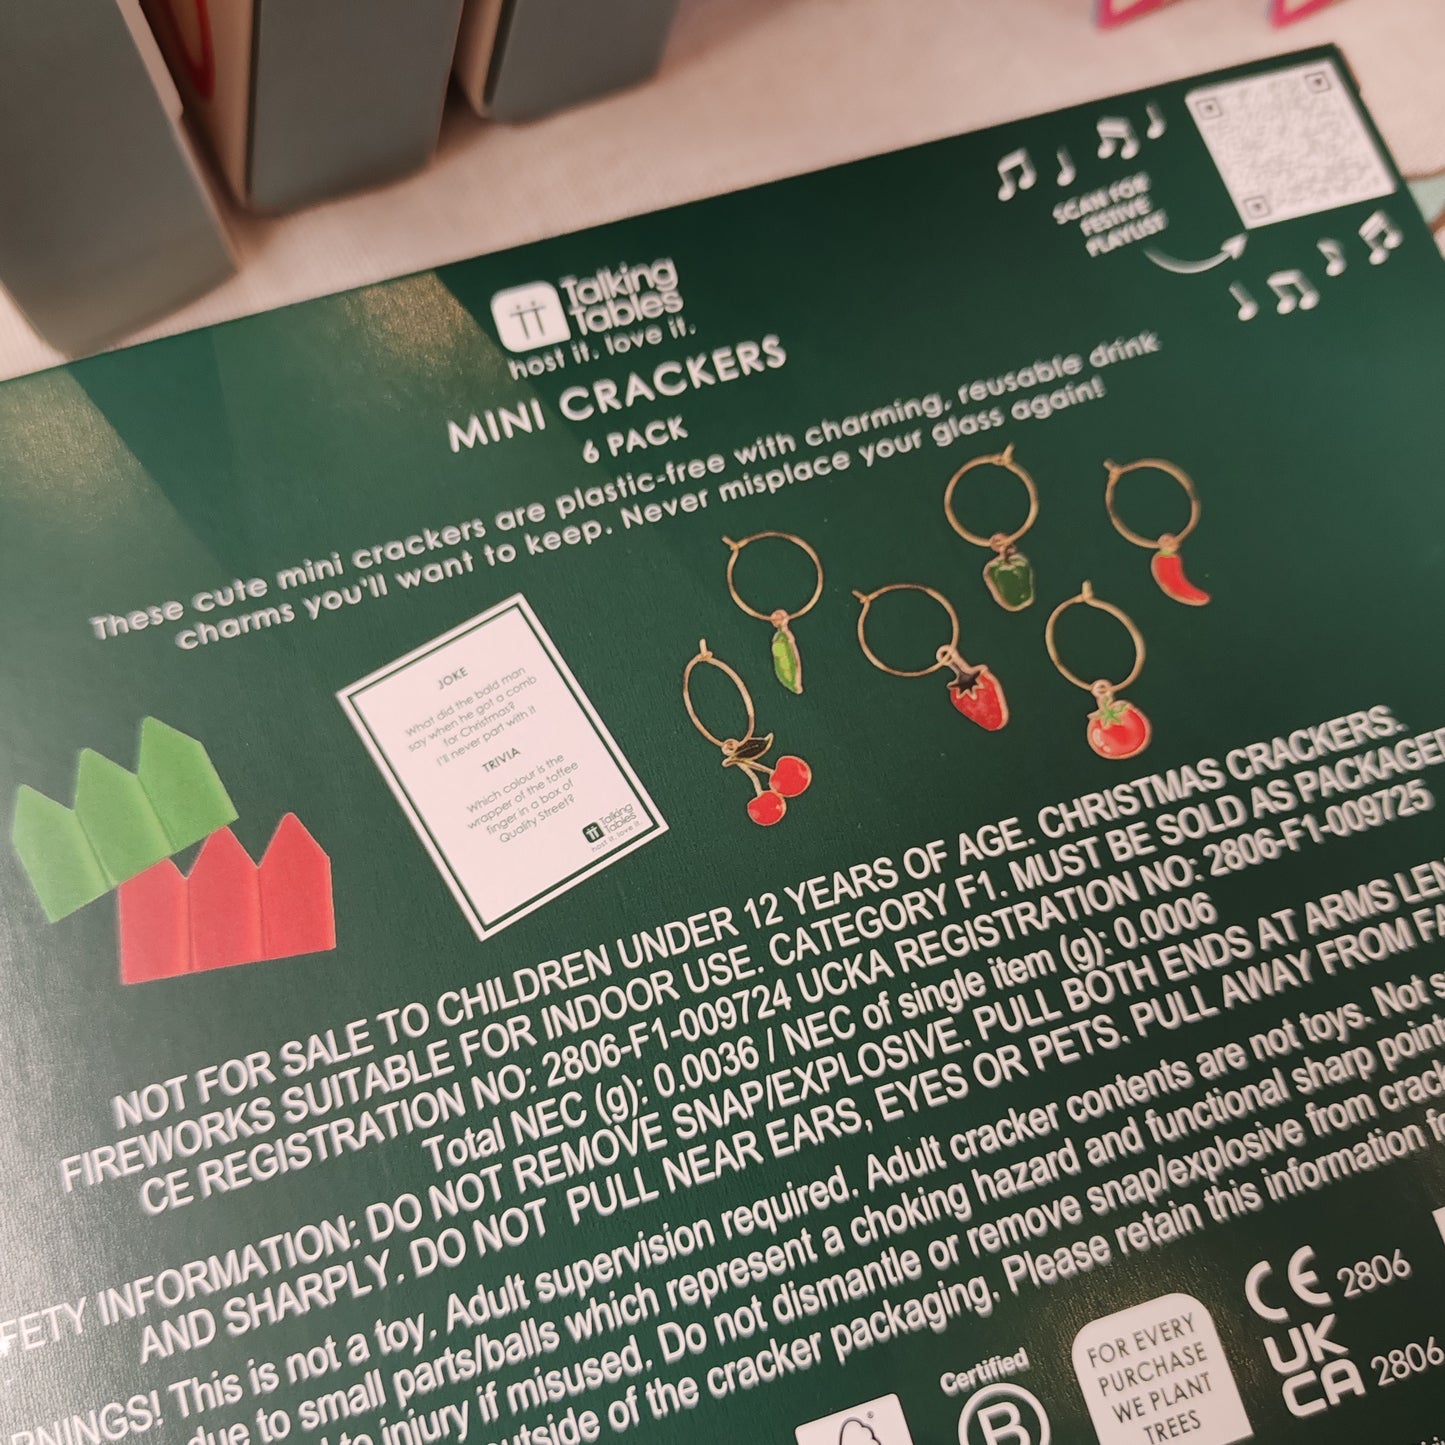 SCAN FOR
FESTIVE
PLAYLIST
Talking
Tables
host it. love it.
MINI CRACKERS
6 PACK
These cute mini crackers are plastic-free with charming, reusable drink
charms you'll want to keep. Never misplace your glass again!
JOKE
What did the bald man
say when he got a comb
for Christmas?
I'll never part with it
TRIVIA
Which colour is the
wrapper of the toffee
finger in a box of
Quality Street?
Talking
Tables
host it. love it.
NOT FOR SALE TO CHILDREN UNDER 12 YEARS OF AGE. CHRISTMAS CRACKERS.
FIREWORKS SUITABLE FOR INDOOR USE. CATEGORY F1. MUST BE SOLD AS PACKAGED
CE REGISTRATION NO: 2806-F1-009724 UCKA REGISTRATION NO: 2806-F1-009725
Total NEC (g): 0.0036 / NEC of single item (g): 0.0006
FETY INFORMATION: DO NOT REMOVE SNAP/EXPLOSIVE. PULL BOTH ENDS AT ARMS LEN
AND SHARPLY. DO NOT PULL NEAR EARS, EYES OR PETS. PULL AWAY FROM FA
RNINGS! This is not a toy. Adult supervision required. Adult cracker contents are not toys. Not s
due to small parts/balls which represent a choking hazard and functional sharp point
to injury if misused. Do not dismantle or remove snap/explosive from crack
outside of the cracker packaging. Please retain this information fo
Certified
B
FOR EVERY
PURCHASE
WE PLANT
TREES
CE 2806
UK
CA 2806